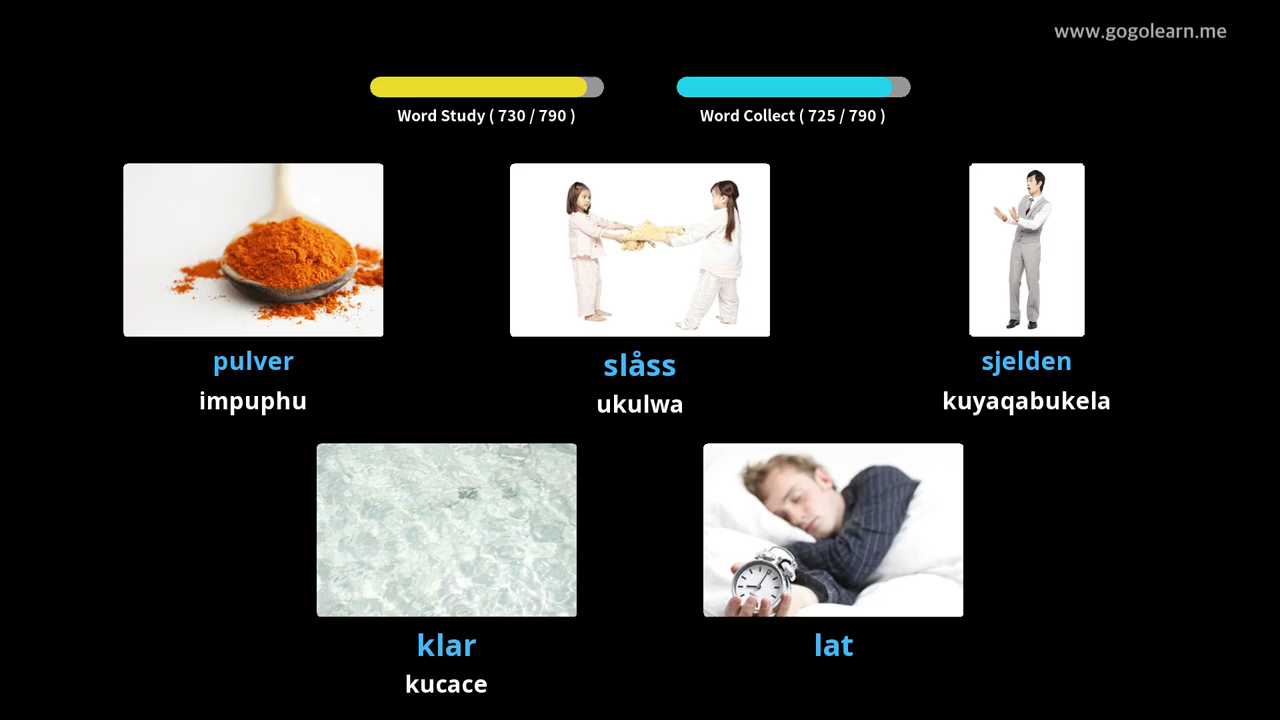 www.gogolearn.me
Word Study ( 730 / 790 )
Word Collect ( 725 / 790 )
pulver
slåss
sjelden
impuphu
ukulwa
kuyaqabukela
klar
lat
kucace